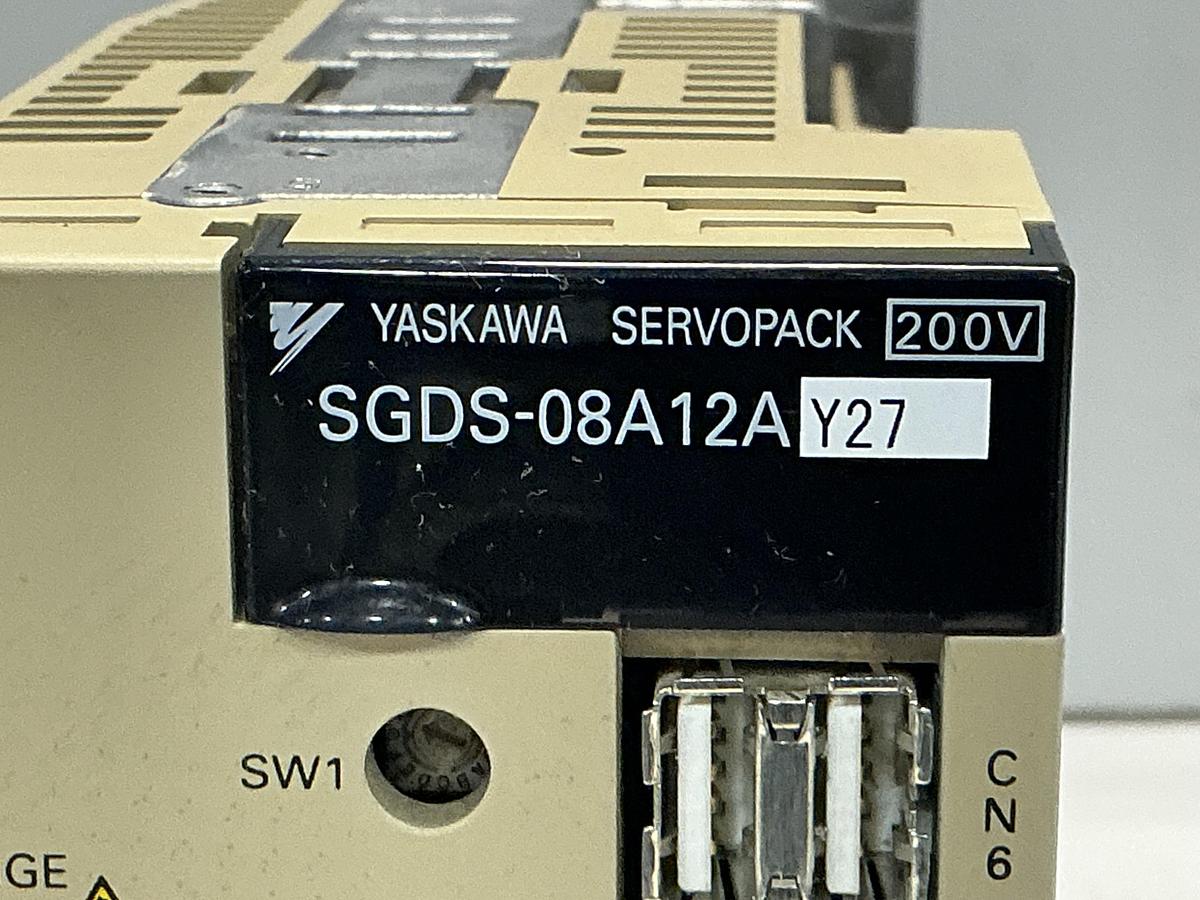 YASKAWA SERVOPACK 200V
SGDS-08A12A Y27
SW1
CN6
GE